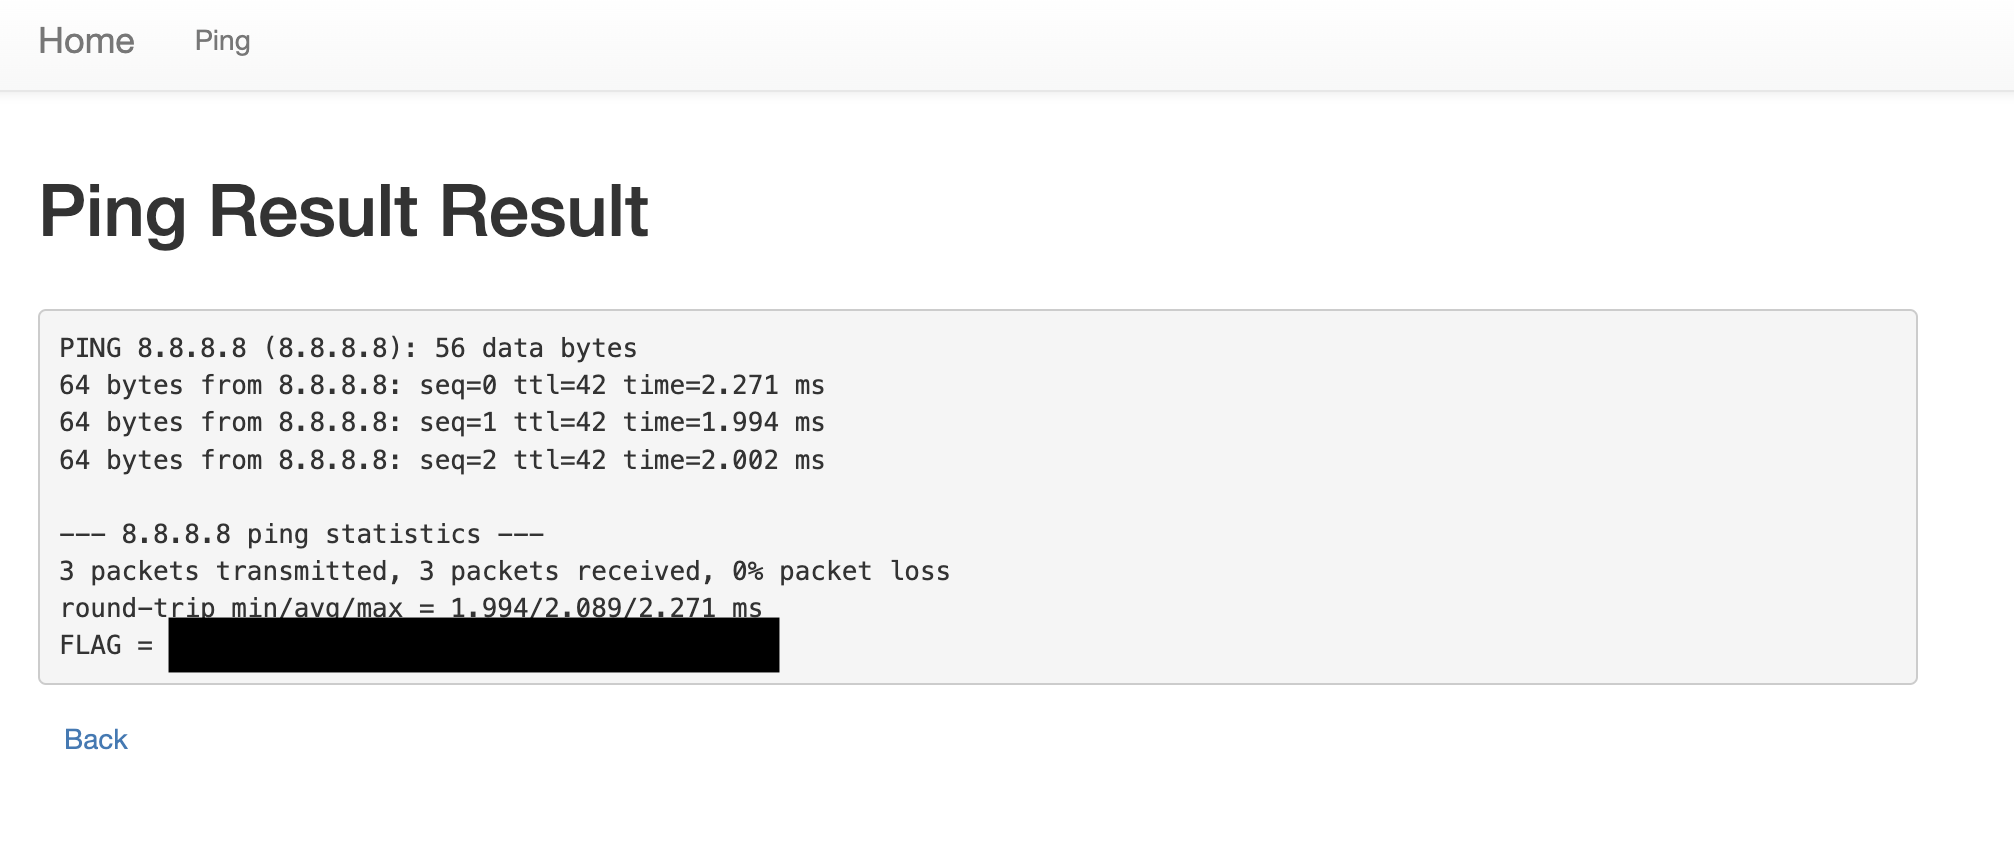 Home Ping
Ping Result Result
PING 8.8.8.8 (8.8.8.8): 56 data bytes
64 bytes from 8.8.8.8: seq=0 ttl=42 time=2.271 ms
64 bytes from 8.8.8.8: seq=1 ttl=42 time=1.994 ms
64 bytes from 8.8.8.8: seq=2 ttl=42 time=2.002 ms
--- 8.8.8.8 ping statistics ---
3 packets transmitted, 3 packets received, 0% packet loss
round-trip min/avg/max = 1.994/2.089/2.271 ms
FLAG =
Back